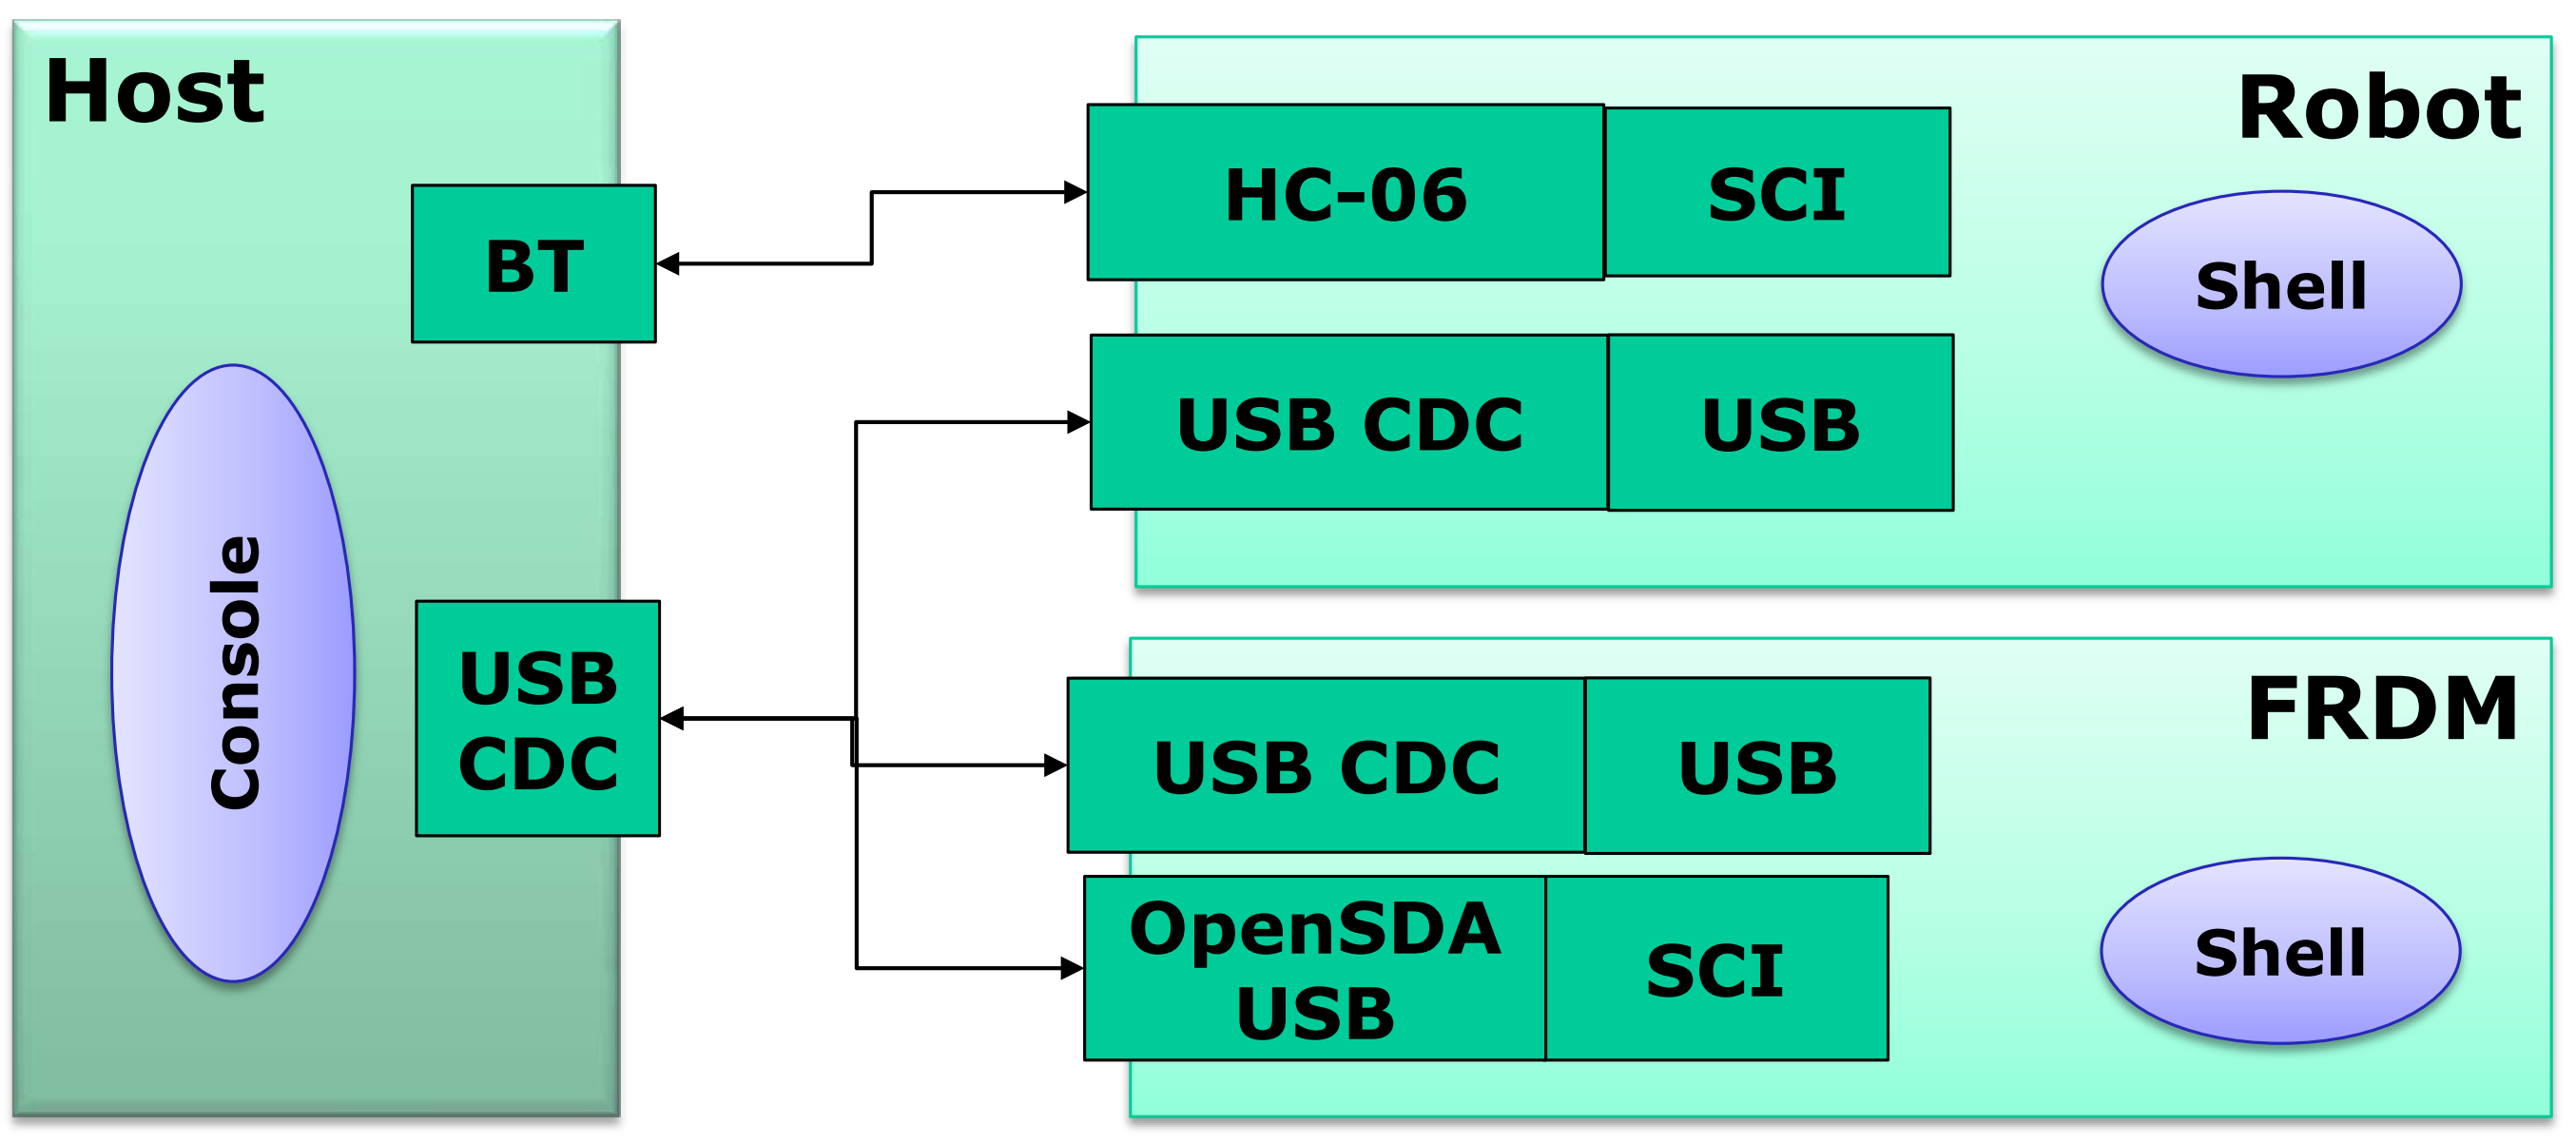 Host
BT
Console
USB
CDC
Robot
HC-06
SCI
Shell
USB CDC
USB
FRDM
USB CDC
USB
OpenSDA
USB
SCI
Shell